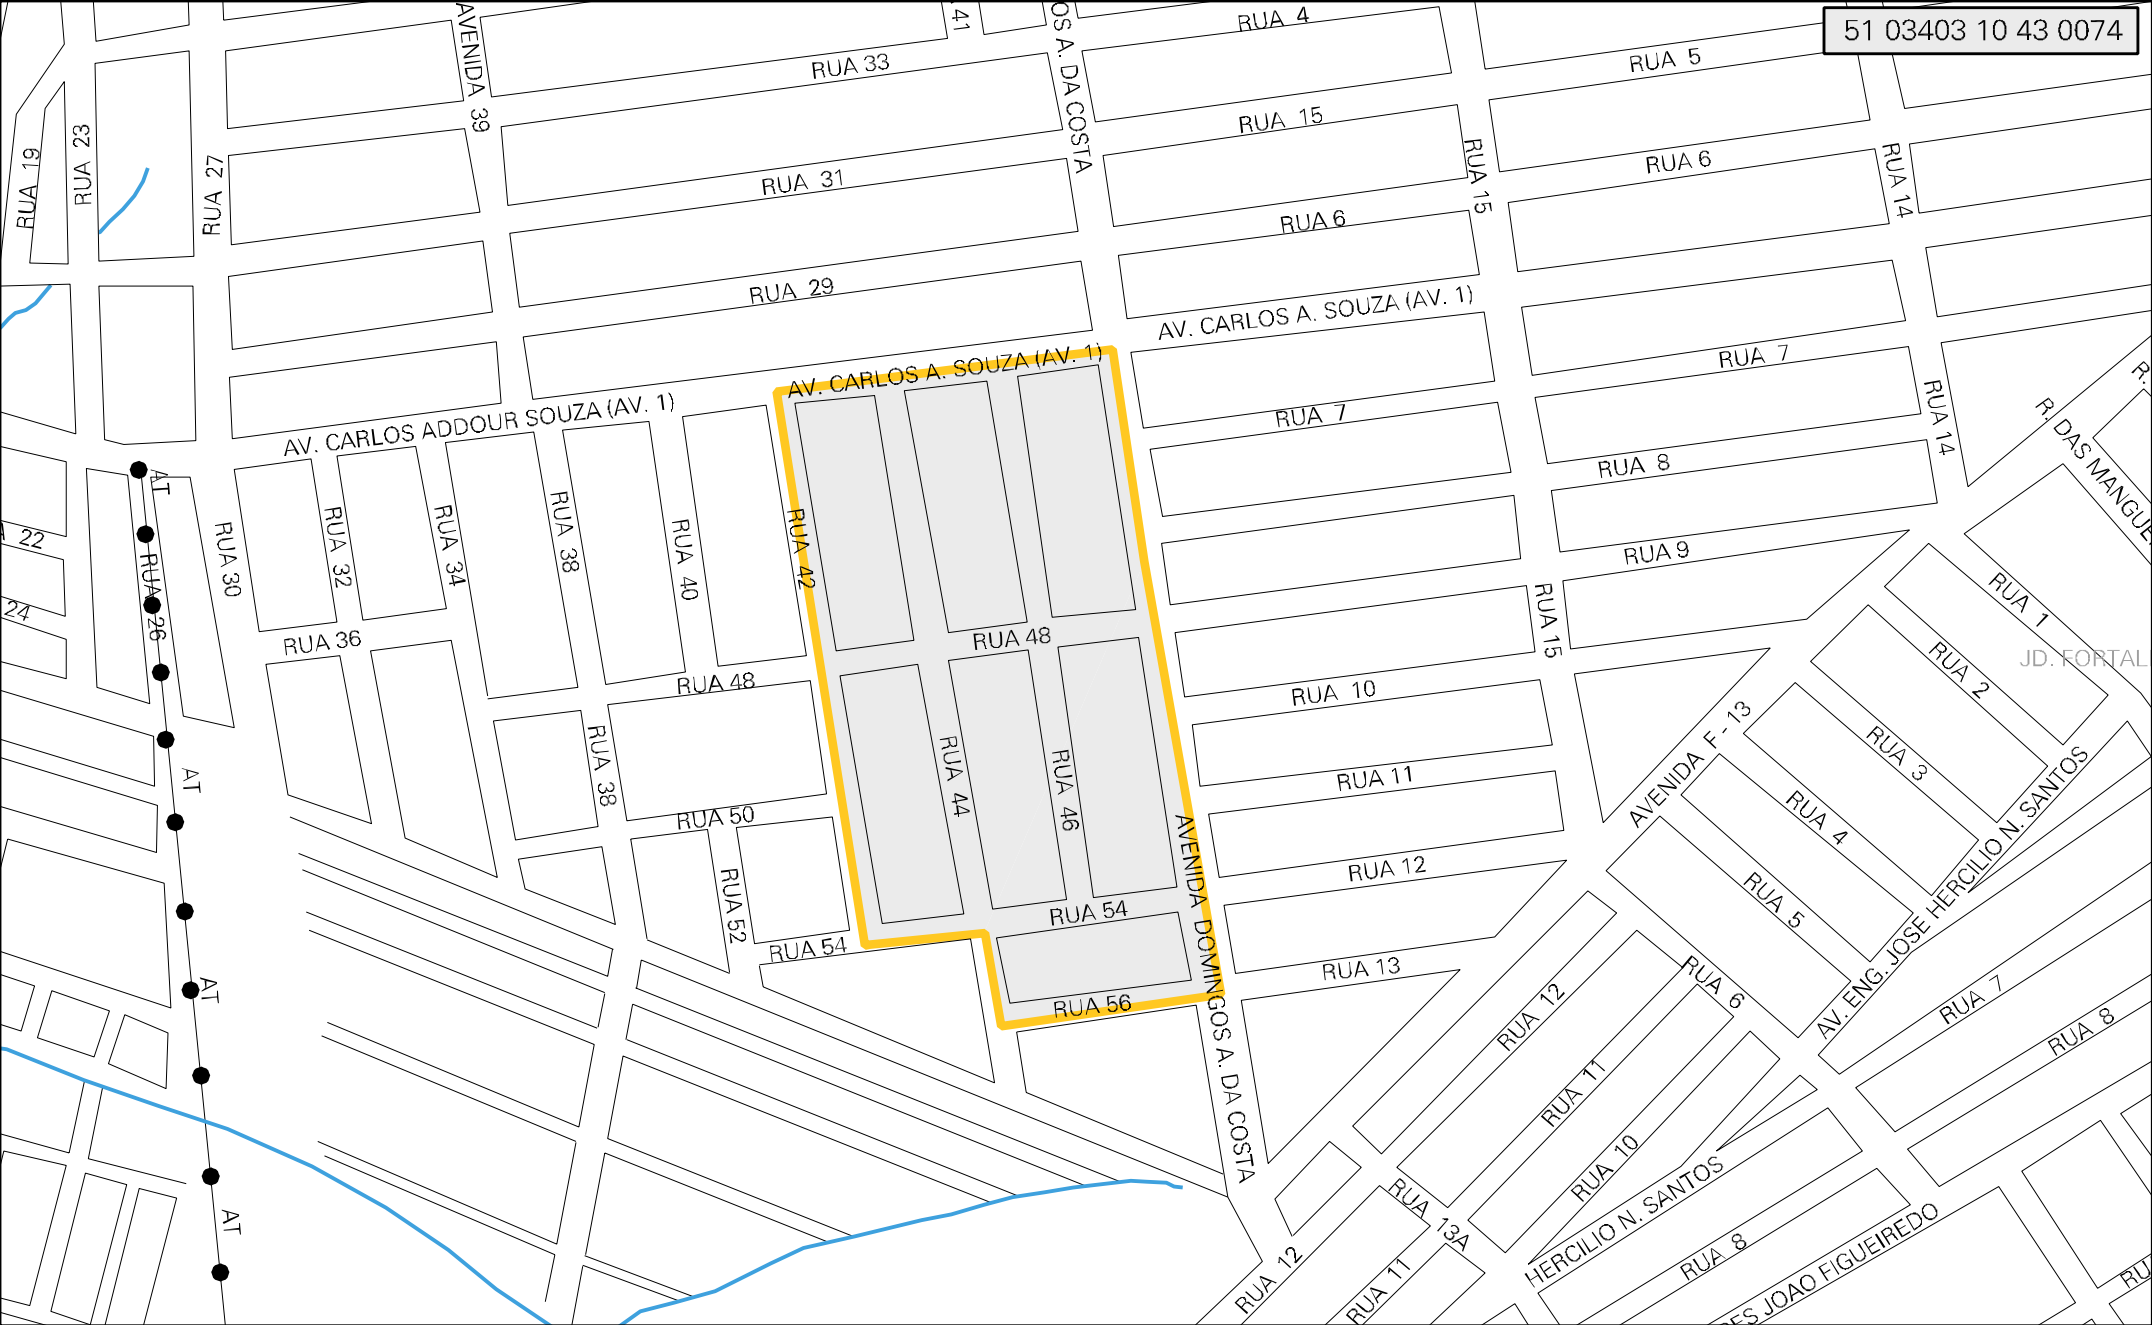 51 03403 10 43 0074
RUA 4
RUA 33
RUA 5
AVENIDA 39
41
OS A. DA COSTA
RUA 15
RUA 23
RUA 19
RUA 27
RUA 31
RUA 6
RUA 15
RUA 6
RUA 14
RUA 29
AV. CARLOS A. SOUZA (AV. 1)
AV. CARLOS A. SOUZA (AV. 1)
RUA 7
AV. CARLOS ADDOUR SOUZA (AV. 1)
RUA 7
RUA 14
R.
R. DAS MANGUE
RUA 8
AT
22
24
RUA 26
RUA 30
RUA 32
RUA 34
RUA 38
RUA 40
RUA 42
RUA 9
RUA 15
RUA 1
RUA 36
RUA 48
RUA 48
JD. FORTAL
RUA 2
RUA 10
RUA 38
RUA 44
RUA 46
AVENIDA F - 13
RUA 3
AT
RUA 11
RUA 50
RUA 4
RUA 52
RUA 12
AVENIDA DOMINGOS A. DA COSTA
RUA 5
AV. ENG. JOSE HERCILIO N. SANTOS
RUA 54
RUA 54
RUA 13
RUA 6
RUA 12
RUA 7
RUA 8
AT
RUA 56
RUA 11
RUA 10
HERCILIO N. SANTOS
RUA 13A
AT
RUA 12
RUA 11
RUA 8
ES JOAO FIGUEIREDO
RU